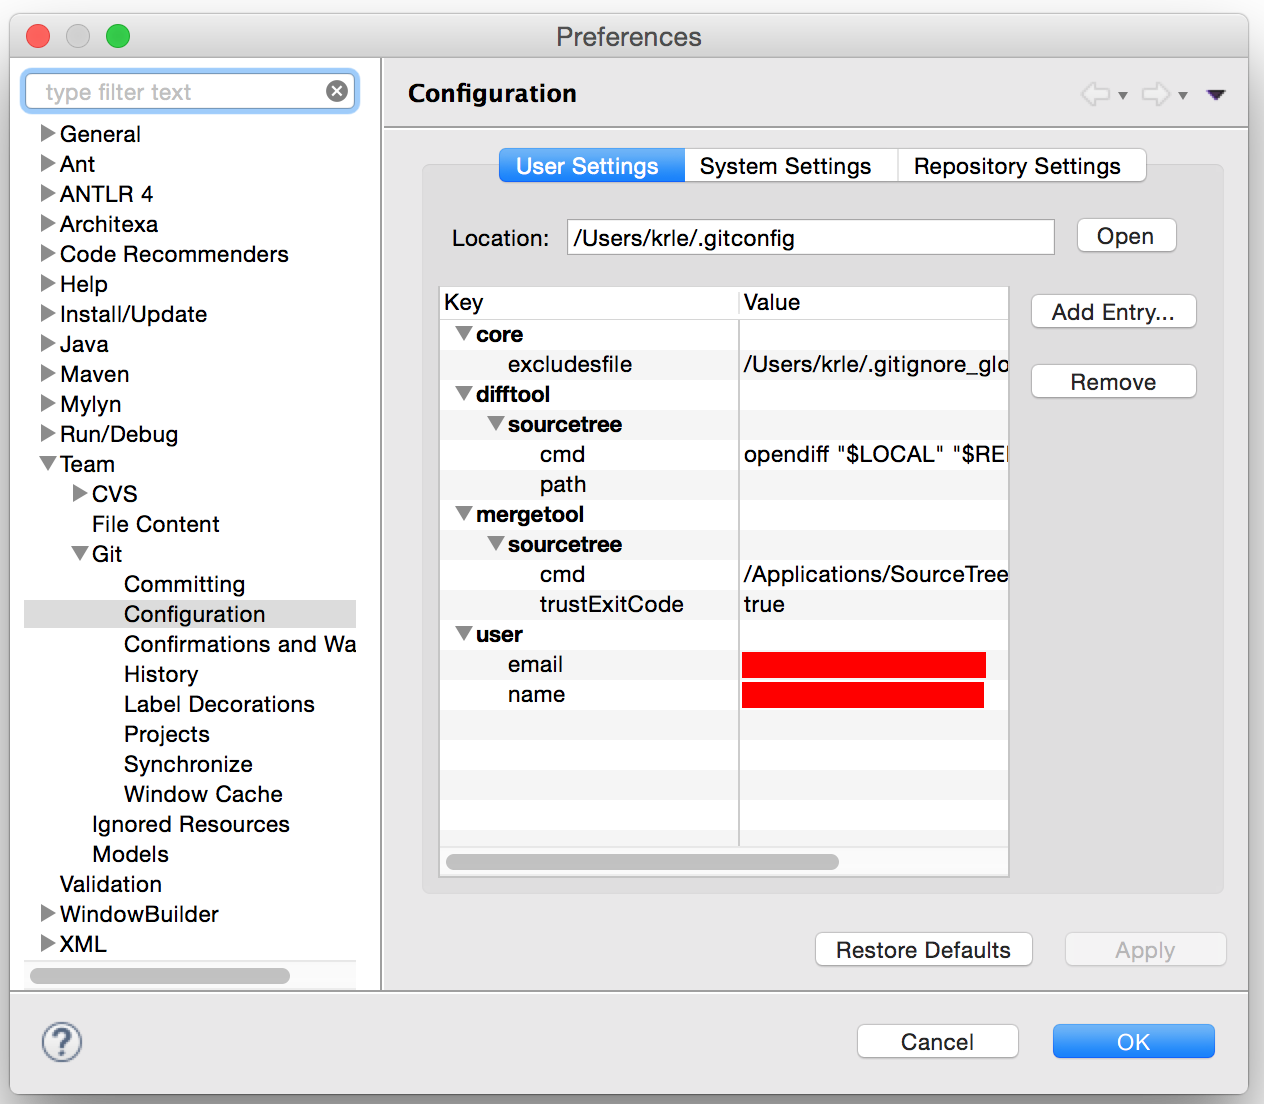 Preferences
type filter text
General
Ant
ANTLR 4
Architexa
Code Recommenders
Help
Install/Update
Java
Maven
Mylyn
Run/Debug
Team
CVS
File Content
Git
Committing
Configuration
Confirmations and Wa
History
Label Decorations
Projects
Synchronize
Window Cache
Ignored Resources
Models
Validation
WindowBuilder
XML
Configuration
User Settings System Settings Repository Settings
Location: /Users/krle/.gitconfig Open
Key Value
core
excludesfile /Users/krle/.gitignore_glo
difftool
sourcetree
cmd opendiff "$LOCAL" "$REI
path
mergetool
sourcetree
cmd /Applications/SourceTree
trustExitCode true
user
email
name
Add Entry...
Remove
Restore Defaults Apply
? Cancel OK